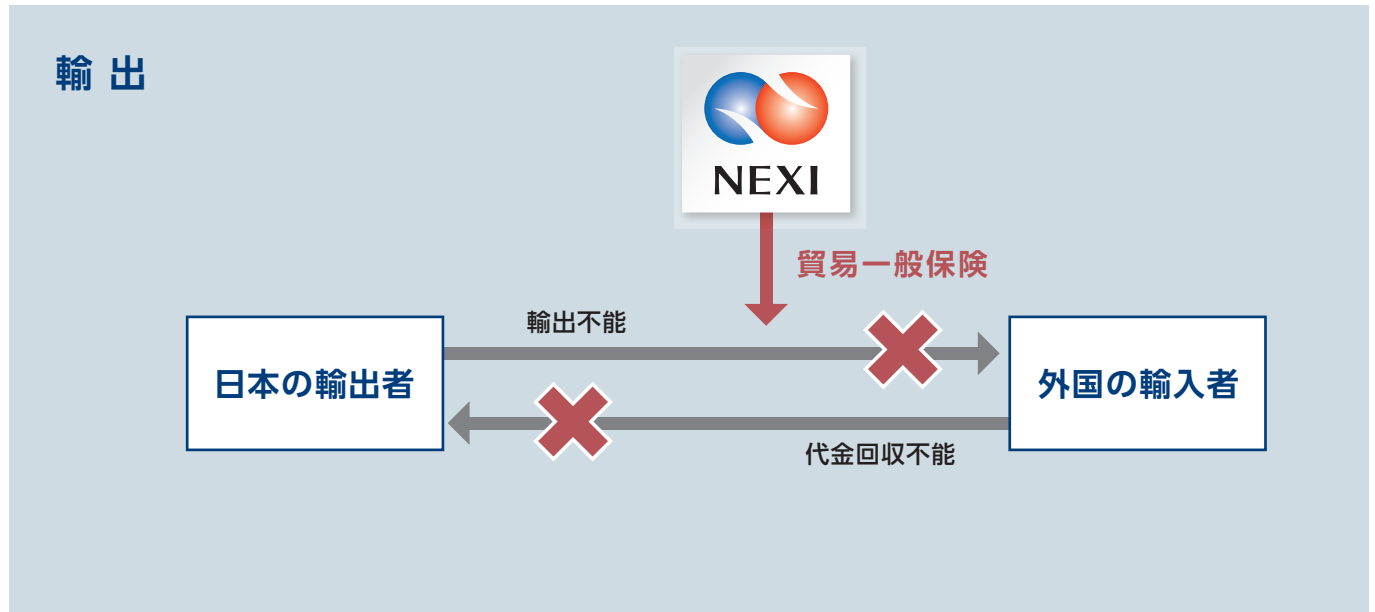 輸 出
NEXI
貿易一般保険
輸出不能
日本の輸出者
外国の輸入者
代金回収不能